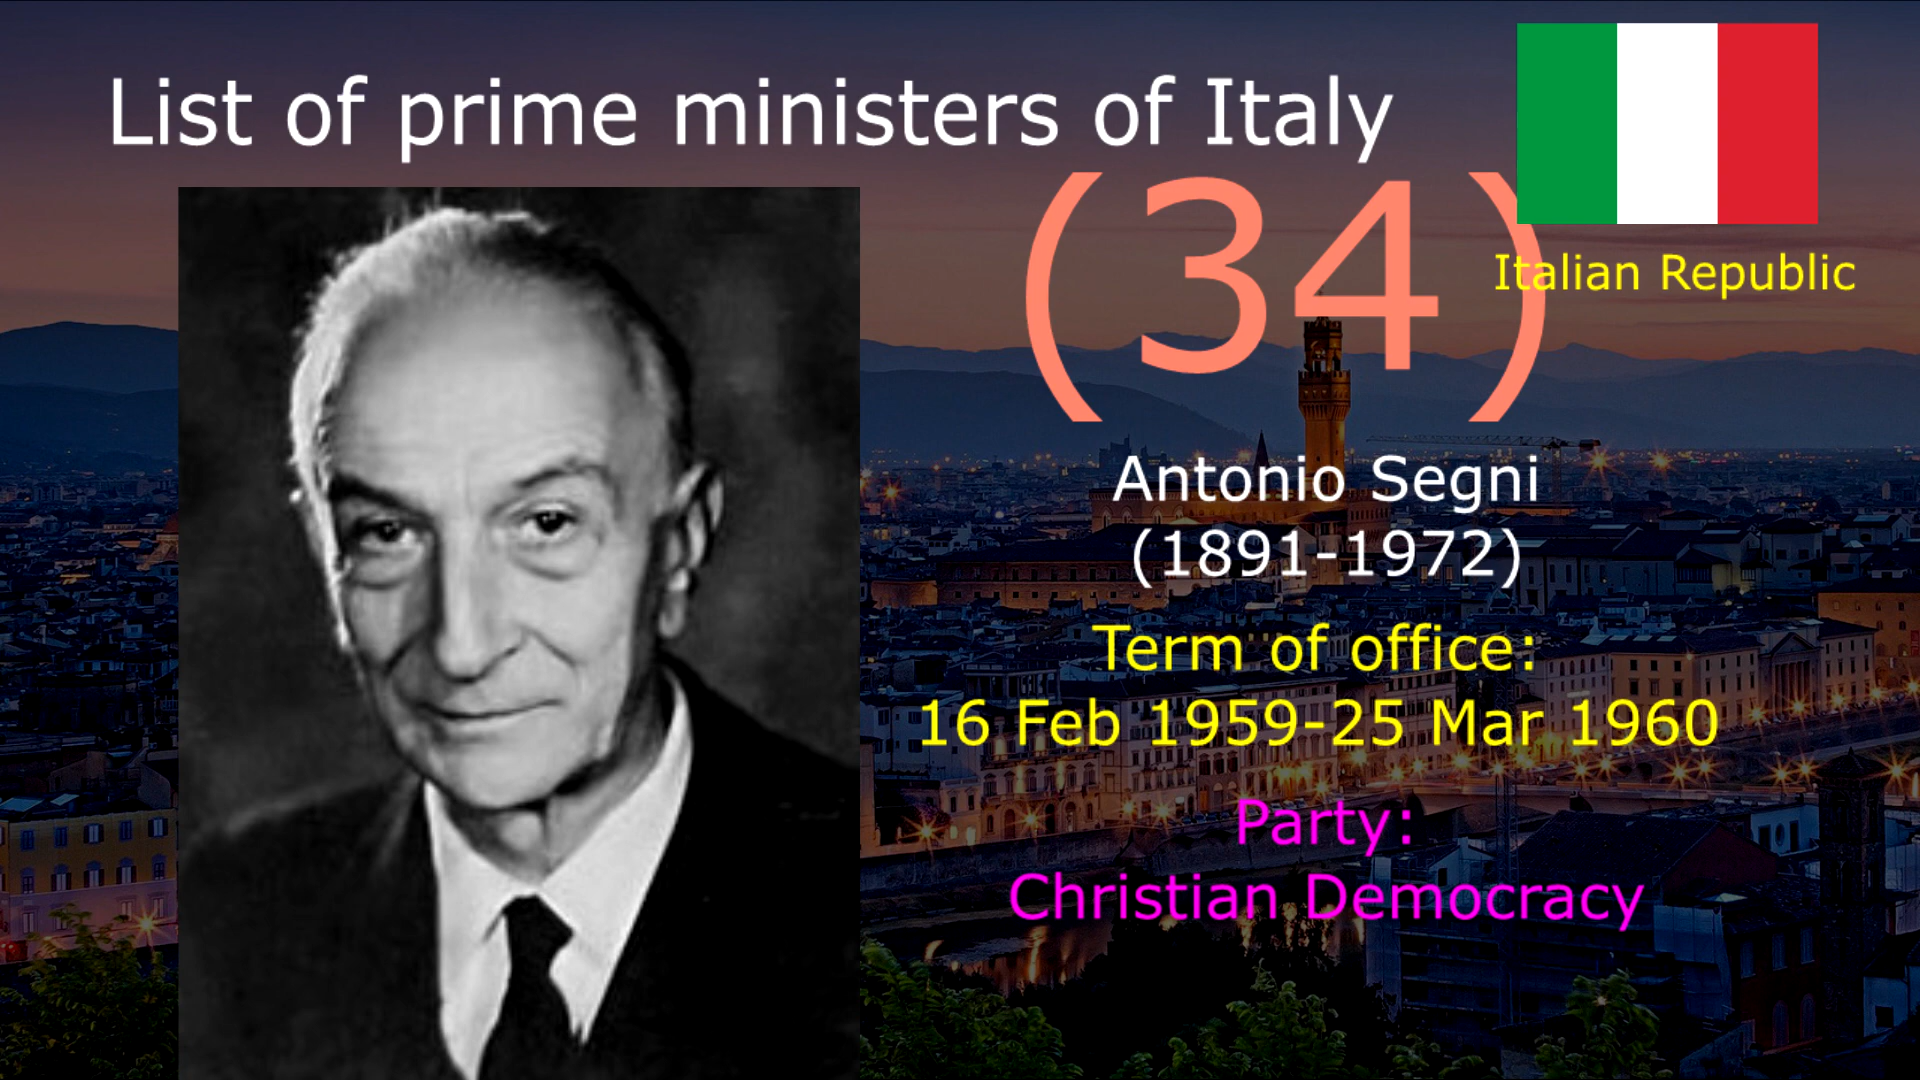 List of prime ministers of Italy
(34)
Italian Republic
Antonio Segni
(1891-1972)
Term of office:
16 Feb 1959-25 Mar 1960
Party:
Christian Democracy